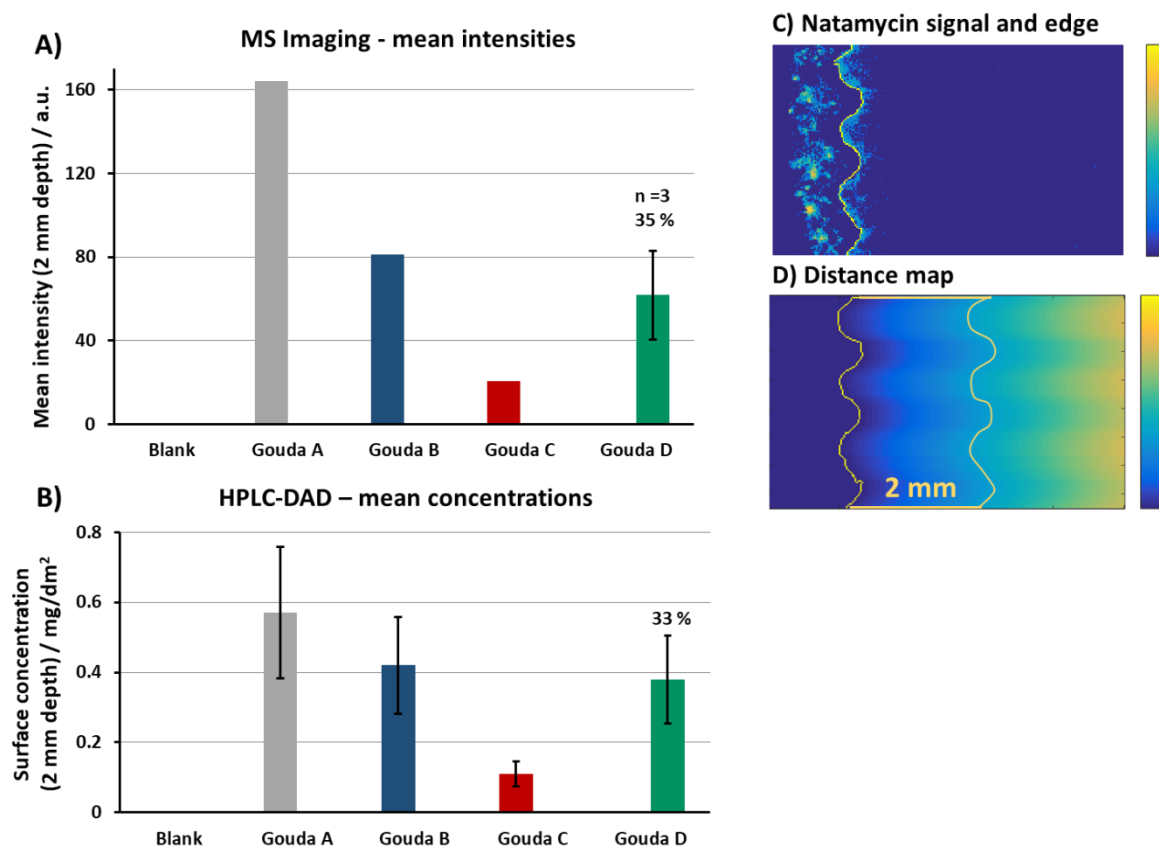 A)
MS Imaging - mean intensities
Mean intensity (2 mm depth) / a.u.
160
120
80
40
0
n =3
35 %
Blank
Gouda A
Gouda B
Gouda C
Gouda D
B)
HPLC-DAD – mean concentrations
Surface concentration
(2 mm depth) / mg/dm²
0.8
0.6
0.4
0.2
0
33 %
Blank
Gouda A
Gouda B
Gouda C
Gouda D
C) Natamycin signal and edge
D) Distance map
2 mm